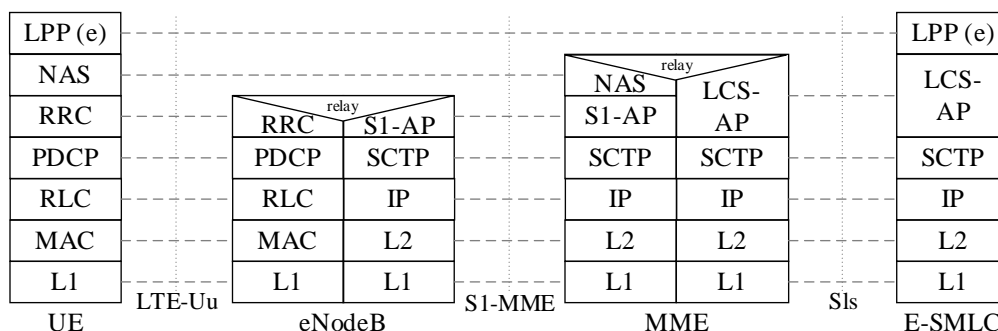 LPP (e) LPP (e)
NAS relay NAS LCS-AP LCS-AP
RRC relay RRC S1-AP S1-AP
PDCP PDCP SCTP SCTP SCTP SCTP
RLC RLC IP IP IP IP
MAC MAC L2 L2 L2 L2
L1 L1 L1 L1 L1 L1
LTE-Uu S1-MME Sls
UE eNodeB MME E-SMLC